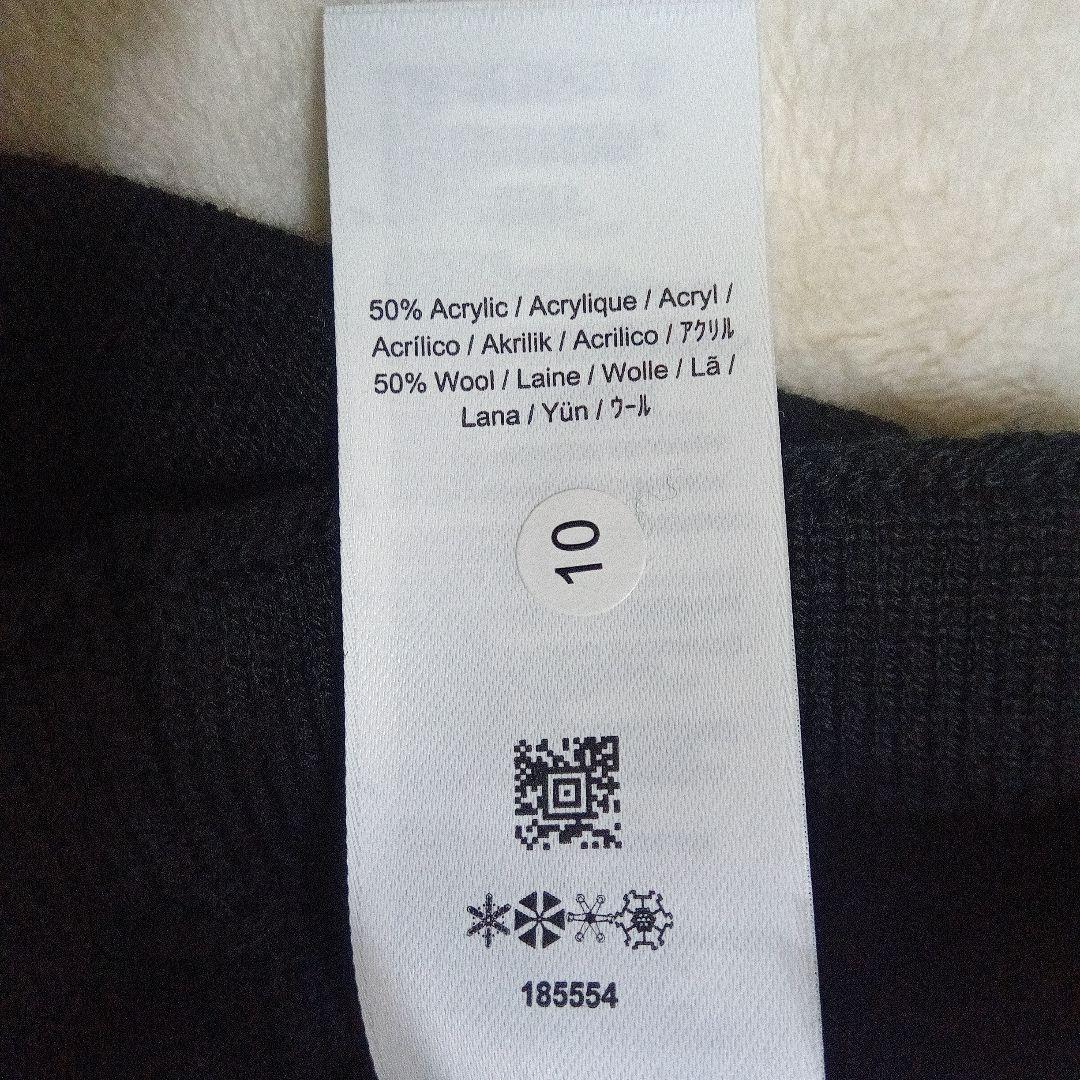 50% Acrylic / Acrylique / Acryl /
Acrílico / Akrilik / Acrilico / アクリル
50% Wool / Laine / Wolle / Lã /
Lana / Yün / ウール
10
185554